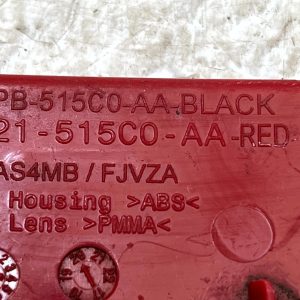 PB-515C0-AA-BLACK
21-515C0-AA-RED
AS4MB / FJVZA
Housing >ABS<
Lens >PMMA<